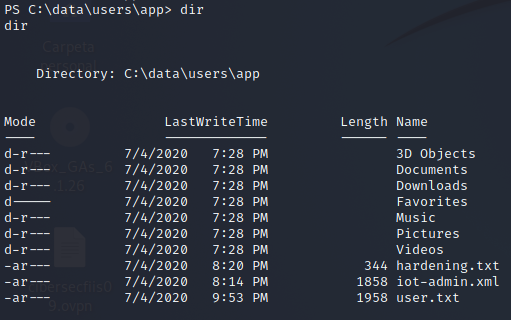 PS C:\data\users\app> dir
dir
Directory: C:\data\users\app
Mode LastWriteTime Length Name
---- ------------- ------ ----
d-r--- 7/4/2020 7:28 PM 3D Objects
d-r--- 7/4/2020 7:28 PM Documents
d-r--- 7/4/2020 7:28 PM Downloads
d----- 7/4/2020 7:28 PM Favorites
d-r--- 7/4/2020 7:28 PM Music
d-r--- 7/4/2020 7:28 PM Pictures
d-r--- 7/4/2020 7:28 PM Videos
-ar--- 7/4/2020 8:20 PM 344 hardening.txt
-ar--- 7/4/2020 8:14 PM 1858 iot-admin.xml
-ar--- 7/4/2020 9:53 PM 1958 user.txt
Carpeta